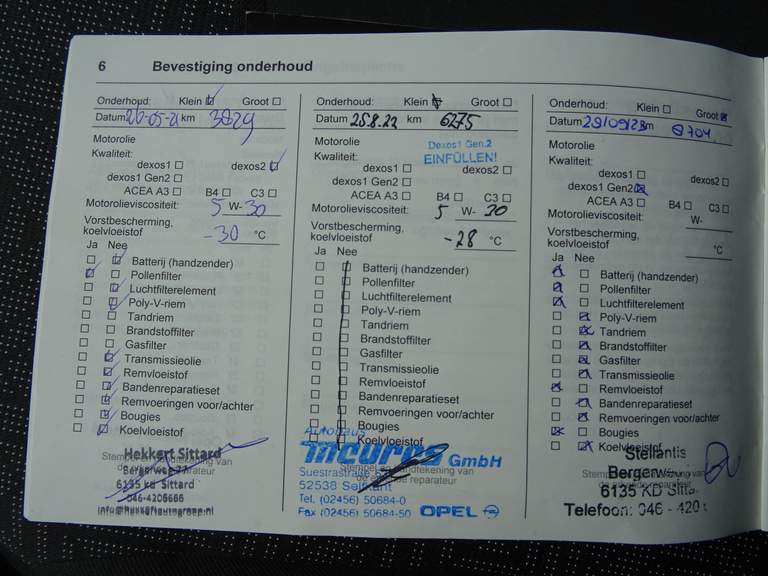 6 Bevestiging onderhoud
Onderhoud: Klein ☑ Groot ☐
Datum 26-05-21 km 3829
Motorolie
Kwaliteit:
dexos1 ☐ dexos2 ☑
dexos1 Gen2 ☐
ACEA A3 ☐ B4 ☐ C3 ☐
Motorolieviscositeit: 5 W- 30
Vorstbescherming,
koelvloeistof -30 °C
Ja Nee
Batterij (handzender)
Pollenfilter
Luchtfilterelement
Poly-V-riem
Tandriem
Brandstoffilter
Gasfilter
Transmissieolie
Remvloeistof
Bandenreparatieset
Remvoeringen voor/achter
Bougies
Koelvloeistof
Hekkert Sittard
6135 KD Sittard
046-4206666
Onderhoud: Klein ☑ Groot ☐
Datum 25.8.22 km 6275
Motorolie
Dexos1 Gen.2
EINFÜLLEN!
Kwaliteit:
dexos1 ☐ dexos2 ☐
dexos1 Gen2 ☐
ACEA A3 ☐ B4 ☐ C3 ☐
Motorolieviscositeit: 5 W- 30
Vorstbescherming,
koelvloeistof -28 °C
Ja Nee
Batterij (handzender)
Pollenfilter
Luchtfilterelement
Poly-V-riem
Tandriem
Brandstoffilter
Gasfilter
Transmissieolie
Remvloeistof
Bandenreparatieset
Remvoeringen voor/achter
Bougies
Koelvloeistof
Autohaus
GmbH
52538
Tel. (02456) 50684-0
Fax (02456) 50684-50 OPEL
Onderhoud: Klein ☐ Groot ☒
Datum 29/09/23 km 8704
Motorolie
Kwaliteit:
dexos1 ☐ dexos2 ☐
dexos1 Gen2 ☒
ACEA A3 ☐ B4 ☐ C3 ☐
Motorolieviscositeit: W-
Vorstbescherming,
koelvloeistof °C
Ja Nee
Batterij (handzender)
Pollenfilter
Luchtfilterelement
Poly-V-riem
Tandriem
Brandstoffilter
Gasfilter
Transmissieolie
Remvloeistof
Bandenreparatieset
Remvoeringen voor/achter
Bougies
Koelvloeistof
Stellantis
6135 KD
Telefoon: 046 - 420